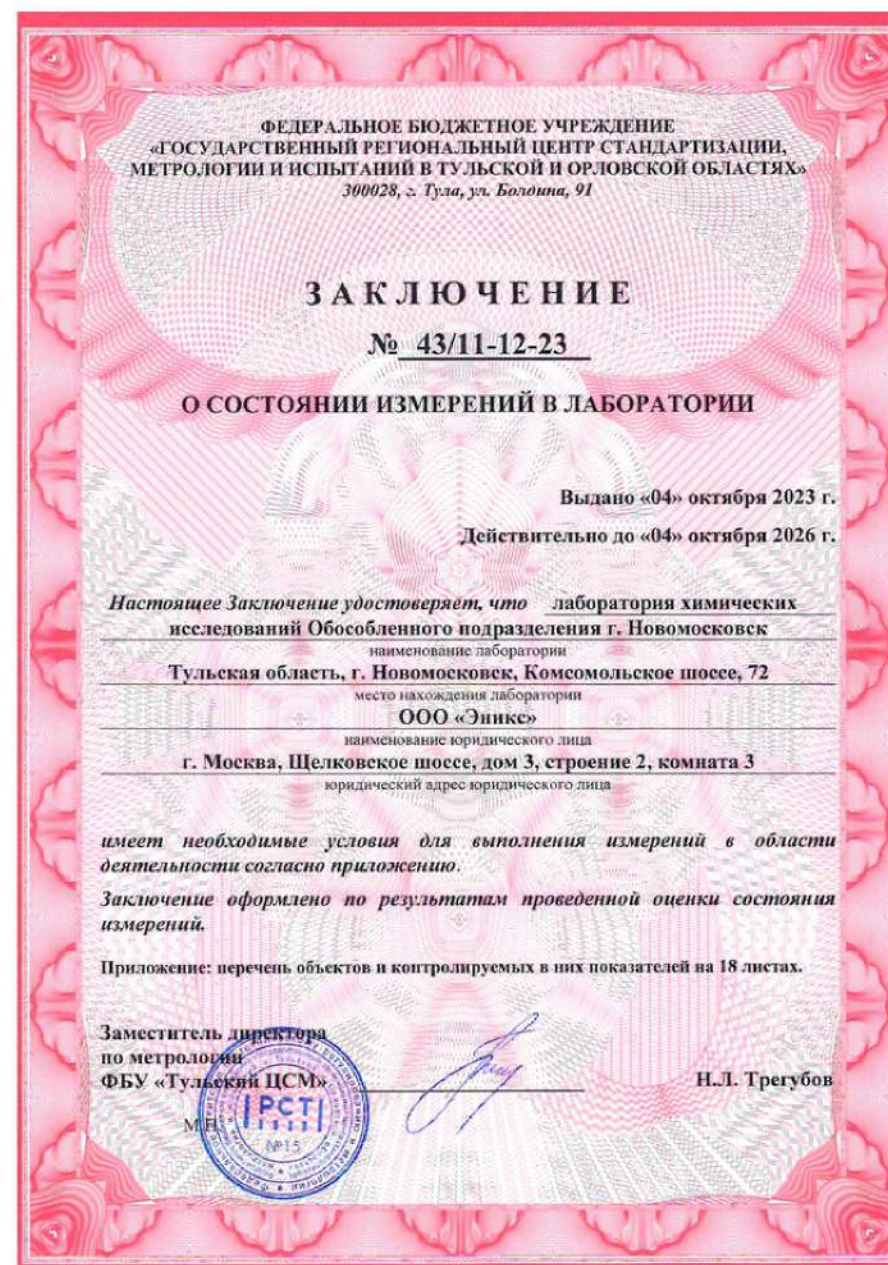 ФЕДЕРАЛЬНОЕ БЮДЖЕТНОЕ УЧРЕЖДЕНИЕ
«ГОСУДАРСТВЕННЫЙ РЕГИОНАЛЬНЫЙ ЦЕНТР СТАНДАРТИЗАЦИИ,
МЕТРОЛОГИИ И ИСПЫТАНИЙ В ТУЛЬСКОЙ И ОРЛОВСКОЙ ОБЛАСТЯХ»
300028, г. Тула, ул. Болдина, 91
ЗАКЛЮЧЕНИЕ
№ 43/11-12-23
О СОСТОЯНИИ ИЗМЕРЕНИЙ В ЛАБОРАТОРИИ
Выдано «04» октября 2023 г.
Действительно до «04» октября 2026 г.
Настоящее Заключение удостоверяет, что лаборатория химических
исследований Обособленного подразделения г. Новомосковск
наименование лаборатории
Тульская область, г. Новомосковск, Комсомольское шоссе, 72
место нахождения лаборатории
ООО «Эникс»
наименование юридического лица
г. Москва, Щелковское шоссе, дом 3, строение 2, комната 3
юридический адрес юридического лица
имеет необходимые условия для выполнения измерений в области
деятельности согласно приложению.
Заключение оформлено по результатам проведенной оценки состояния
измерений.
Приложение: перечень объектов и контролируемых в них показателей на 18 листах.
Заместитель директора
по метрологии
ФБУ «Тульский ЦСМ»
Н.Л. Трегубов
М.П.
РСТ
№15